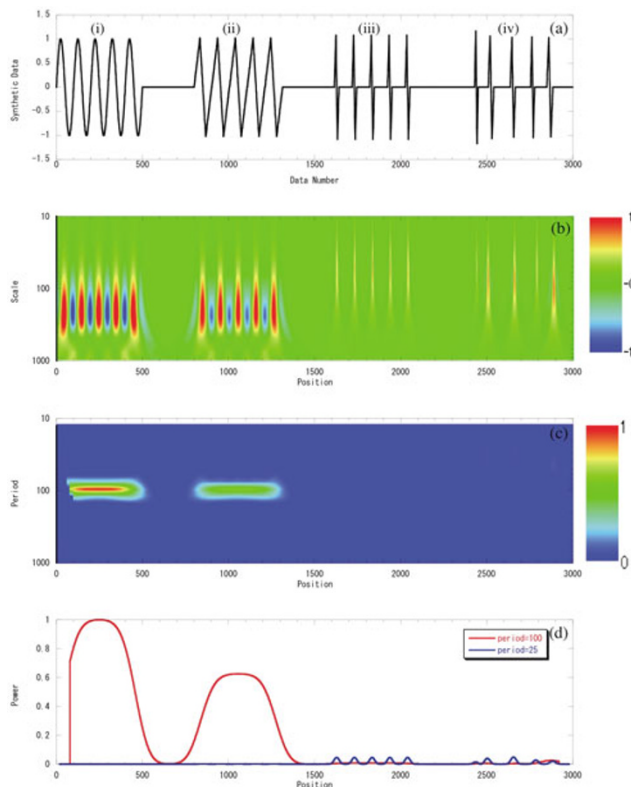 1.5
(i)
(ii)
(iii)
(iv)
(a)
1
0.5
0
-0.5
-1
-1.5
Synthetic Data
0
500
1000
1500
2000
2500
3000
Data Number
10
(b)
100
1000
Scale
0
500
1000
1500
2000
2500
3000
Position
1
-0
-1
10
(c)
100
1000
Period
0
500
1000
1500
2000
2500
3000
Position
1
0
(d)
period=100
period=25
1
0.8
0.6
0.4
0.2
0
Power
0
500
1000
1500
2000
2500
3000
Position